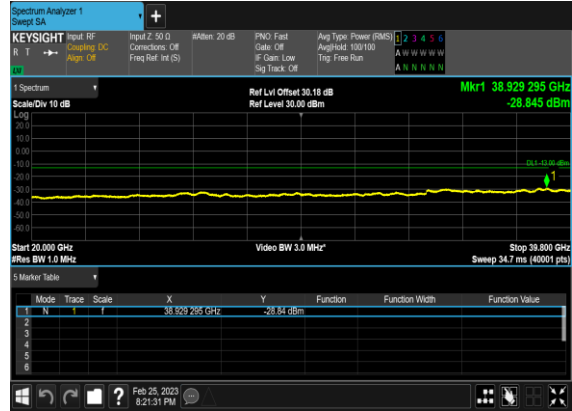 Spectrum Analyzer 1
Swept SA
KEYSIGHT
R T
LW
Input: RF
Coupling: DC
Align: Off
Input Z: 50 Ω
Corrections: Off
Freq Ref: Int (S)
#Atten: 20 dB
PNO: Fast
Gate: Off
IF Gain: Low
Sig Track: Off
Avg Type: Power (RMS)
Avg|Hold: 100/100
Trig: Free Run
1 2 3 4 5 6
A W W W W W
A N N N N N
1 Spectrum
Scale/Div 10 dB
Ref Lvl Offset 30.18 dB
Ref Level 30.00 dBm
Mkr1 38.929 295 GHz
-28.845 dBm
Log
20.0
10.0
0.00
-10.0
DL1 -13.00 dBm
-20.0
1
-30.0
-40.0
-50.0
-60.0
Start 20.000 GHz
#Res BW 1.0 MHz
Video BW 3.0 MHz*
Stop 39.800 GHz
Sweep 34.7 ms (40001 pts)
5 Marker Table
Mode Trace Scale X Y Function Function Width Function Value
1 N 1 f 38.929 295 GHz -28.84 dBm
2
3
4
5
6
?
Feb 25, 2023
8:21:31 PM